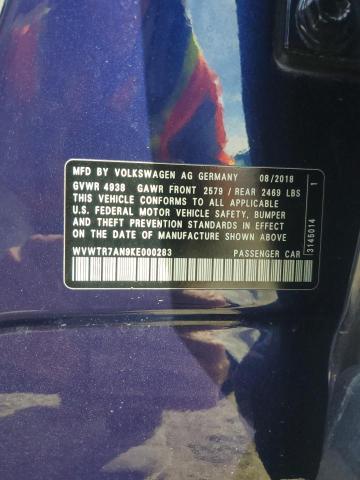 MFD BY VOLKSWAGEN AG GERMANY 08/2018
GVWR 4938 GAWR FRONT 2579 / REAR 2469 LBS
THIS VEHICLE CONFORMS TO ALL APPLICABLE
U.S. FEDERAL MOTOR VEHICLE SAFETY, BUMPER
AND THEFT PREVENTION STANDARDS IN EFFECT
ON THE DATE OF MANUFACTURE SHOWN ABOVE.
WVWTR7AN9KE000283 PASSENGER CAR
3145014 1